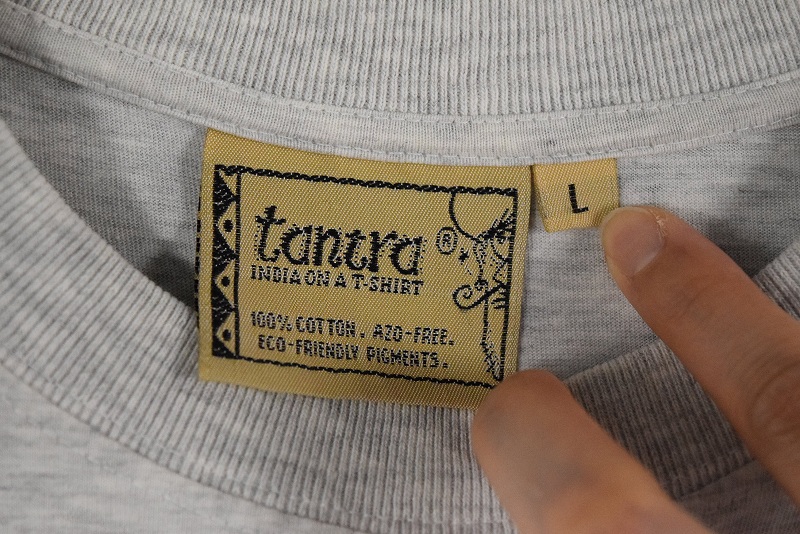 tantra®
INDIA ON A T-SHIRT
100% COTTON. AZO-FREE.
ECO-FRIENDLY PIGMENTS.
L